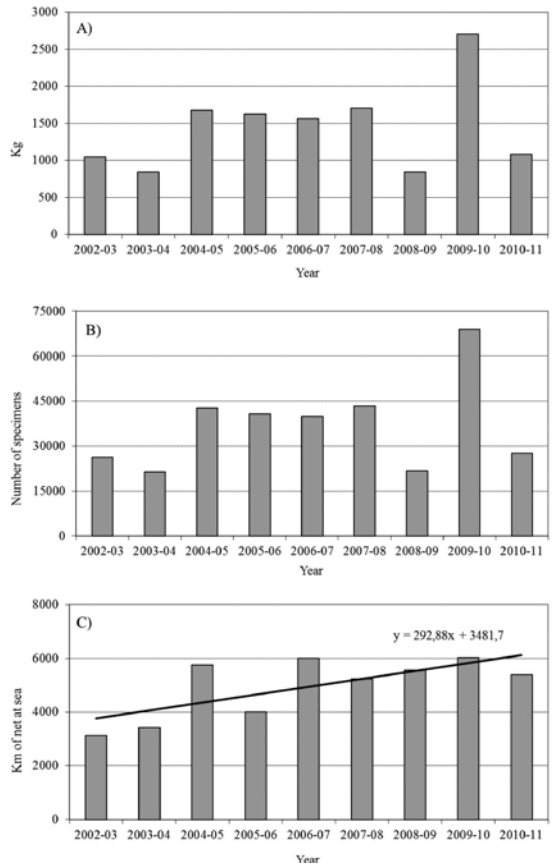 A)
3000
2500
2000
1500
1000
500
0
Kg
2002-03 2003-04 2004-05 2005-06 2006-07 2007-08 2008-09 2009-10 2010-11
Year
B)
75000
60000
45000
30000
15000
0
Number of specimens
2002-03 2003-04 2004-05 2005-06 2006-07 2007-08 2008-09 2009-10 2010-11
Year
C)
8000
6000
4000
2000
0
Km of net at sea
y = 292,88x + 3481,7
2002-03 2003-04 2004-05 2005-06 2006-07 2007-08 2008-09 2009-10 2010-11
Year